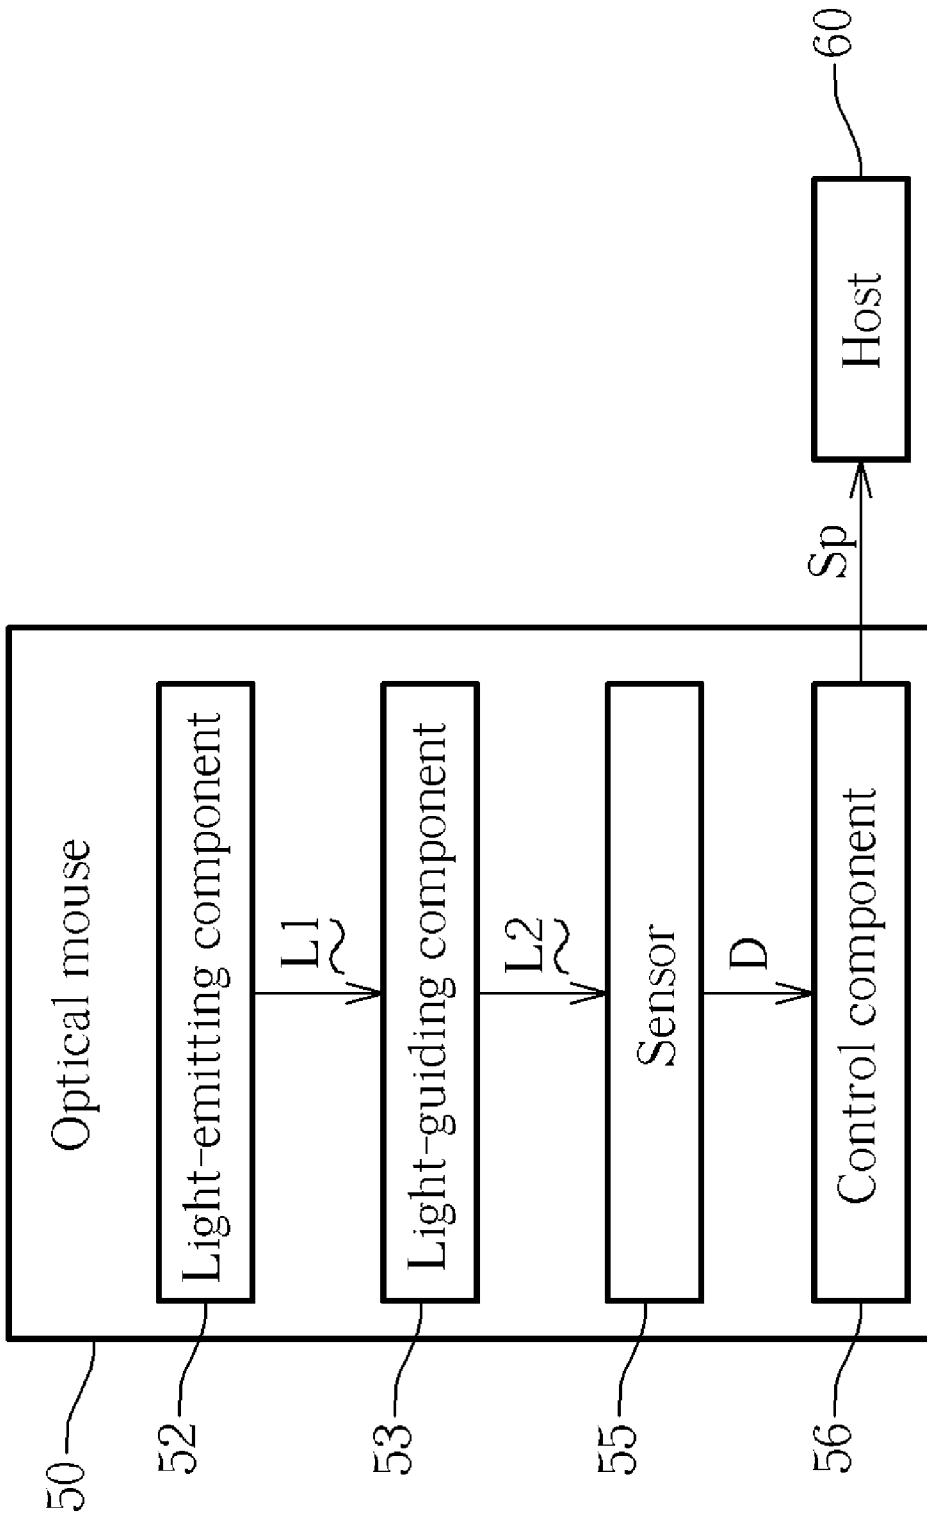 Optical mouse
50
Light-emitting component
52
L1
Light-guiding component
53
L2
Sensor
55
D
Control component
56
Sp
Host
60